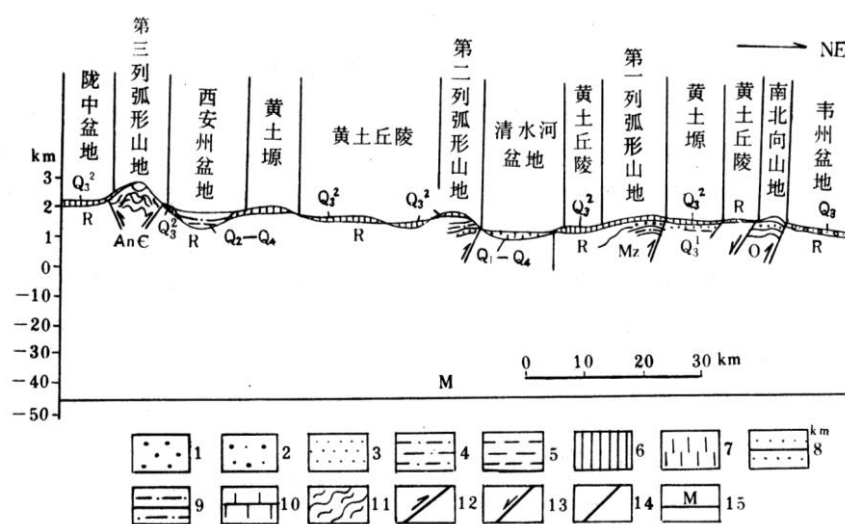 NE
陇中盆地
第三列弧形山地
西安州盆地
黄土塬
黄土丘陵
第二列弧形山地
清水河
盆地
黄土丘陵
第一列弧形山地
黄土塬
黄土丘陵
南北向山地
韦州盆地
km
3
2
1
0
-10
-20
-30
-40
-50
Q₃²
R
An Є
Q₃²
R
Q₂—Q₄
Q₃²
R
Q₃²
Q₁—Q₄
Q₃²
R
Mz
Q₃²
Q₃¹
R
O
Q₃
R
0 10 20 30 km
M
1
2
3
4
5
6
7
km
8
9
10
11
12
13
14
M
15